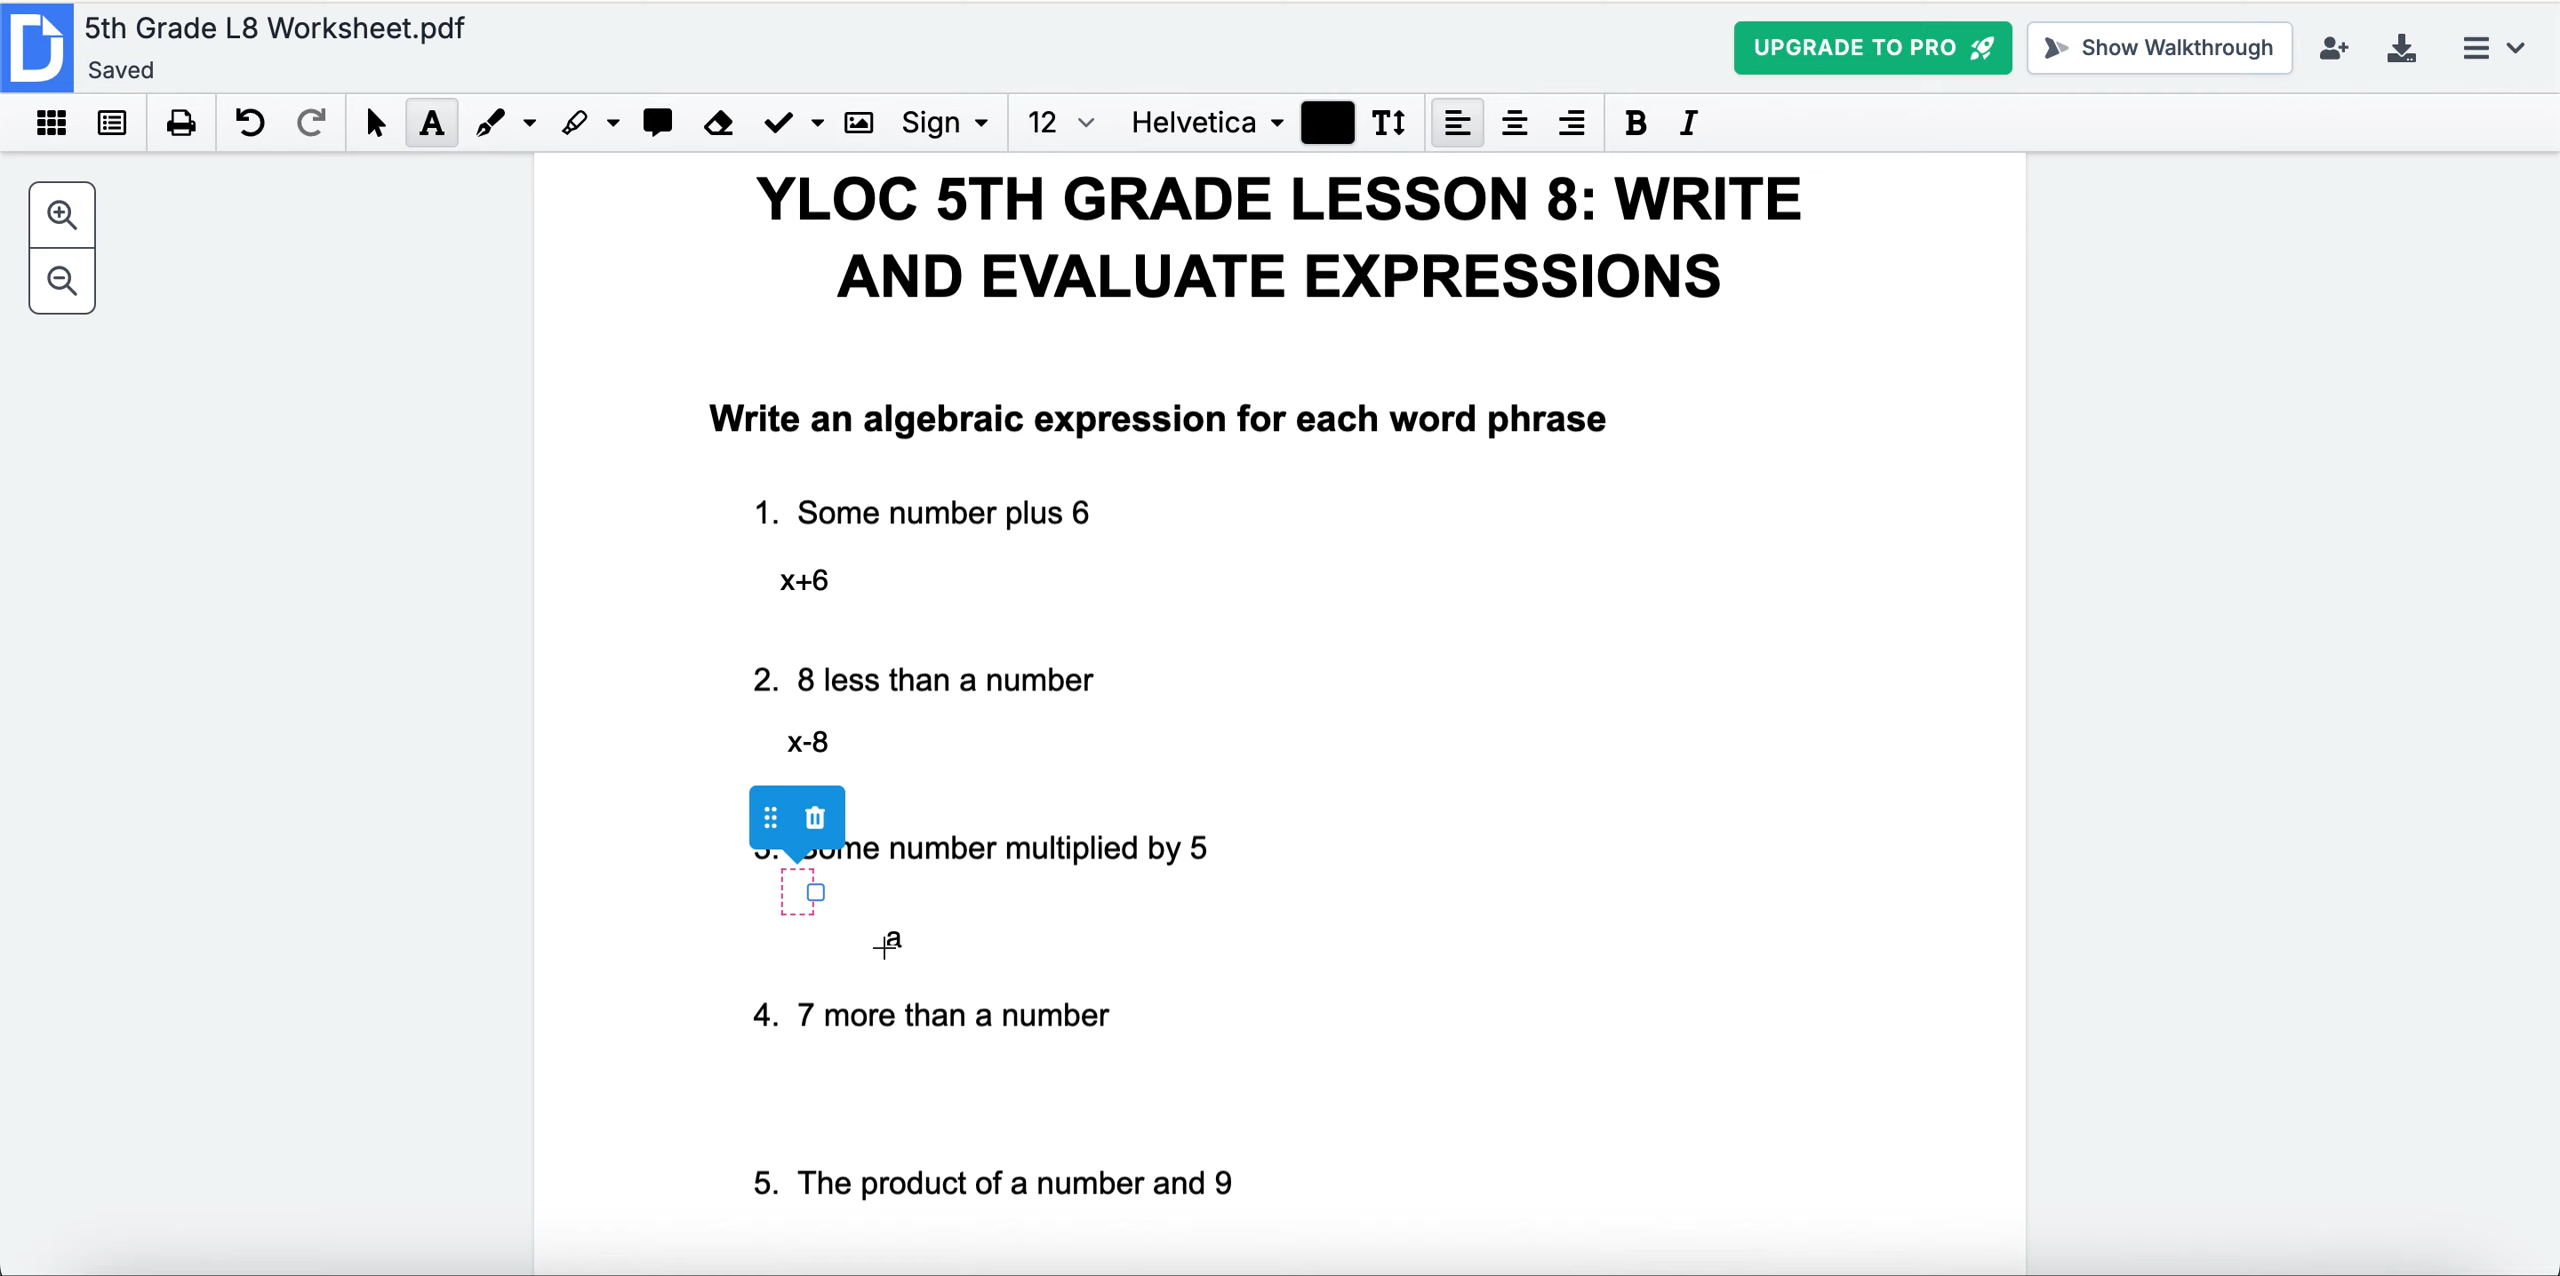 5th Grade L8 Worksheet.pdf
Saved
UPGRADE TO PRO
Show Walkthrough
A
Sign
12
Helvetica
B
I
YLOC 5TH GRADE LESSON 8: WRITE
AND EVALUATE EXPRESSIONS
Write an algebraic expression for each word phrase
1. Some number plus 6
x+6
2. 8 less than a number
x-8
3. Some number multiplied by 5
a
4. 7 more than a number
5. The product of a number and 9